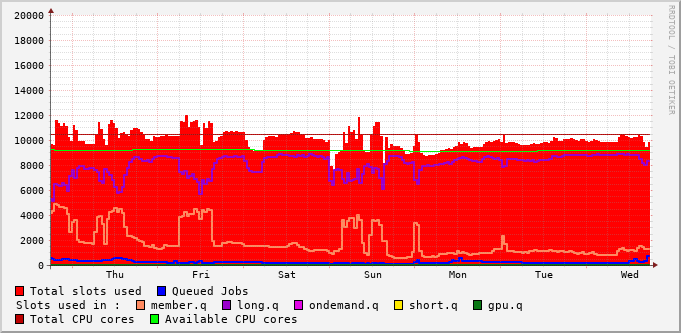 20000
18000
16000
14000
12000
10000
8000
6000
4000
2000
0
Thu Fri Sat Sun Mon Tue Wed
RRDTOOL / TOBI OETIKER
Total slots used Queued Jobs
Slots used in : member.q long.q ondemand.q short.q gpu.q
Total CPU cores Available CPU cores